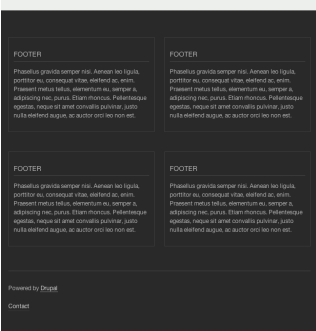 FOOTER
Phasellus gravida semper nisi. Aenean leo ligula,
porttitor eu, consequat vitae, eleifend ac, enim.
Praesent metus tellus, elementum eu, semper a,
adipiscing nec, purus. Etiam rhoncus. Pellentesque
egestas, neque sit amet convallis pulvinar, justo
nulla eleifend augue, ac auctor orci leo non est.
FOOTER
Phasellus gravida semper nisi. Aenean leo ligula,
porttitor eu, consequat vitae, eleifend ac, enim.
Praesent metus tellus, elementum eu, semper a,
adipiscing nec, purus. Etiam rhoncus. Pellentesque
egestas, neque sit amet convallis pulvinar, justo
nulla eleifend augue, ac auctor orci leo non est.
FOOTER
Phasellus gravida semper nisi. Aenean leo ligula,
porttitor eu, consequat vitae, eleifend ac, enim.
Praesent metus tellus, elementum eu, semper a,
adipiscing nec, purus. Etiam rhoncus. Pellentesque
egestas, neque sit amet convallis pulvinar, justo
nulla eleifend augue, ac auctor orci leo non est.
FOOTER
Phasellus gravida semper nisi. Aenean leo ligula,
porttitor eu, consequat vitae, eleifend ac, enim.
Praesent metus tellus, elementum eu, semper a,
adipiscing nec, purus. Etiam rhoncus. Pellentesque
egestas, neque sit amet convallis pulvinar, justo
nulla eleifend augue, ac auctor orci leo non est.
Powered by Drupal
Contact